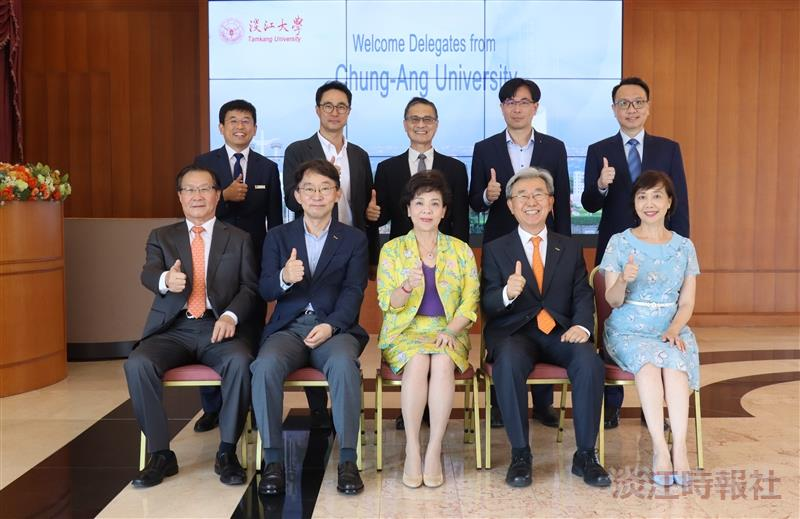 淡江大學
Tamkang University
Welcome Delegates from
Chung-Ang University
淡江時報社